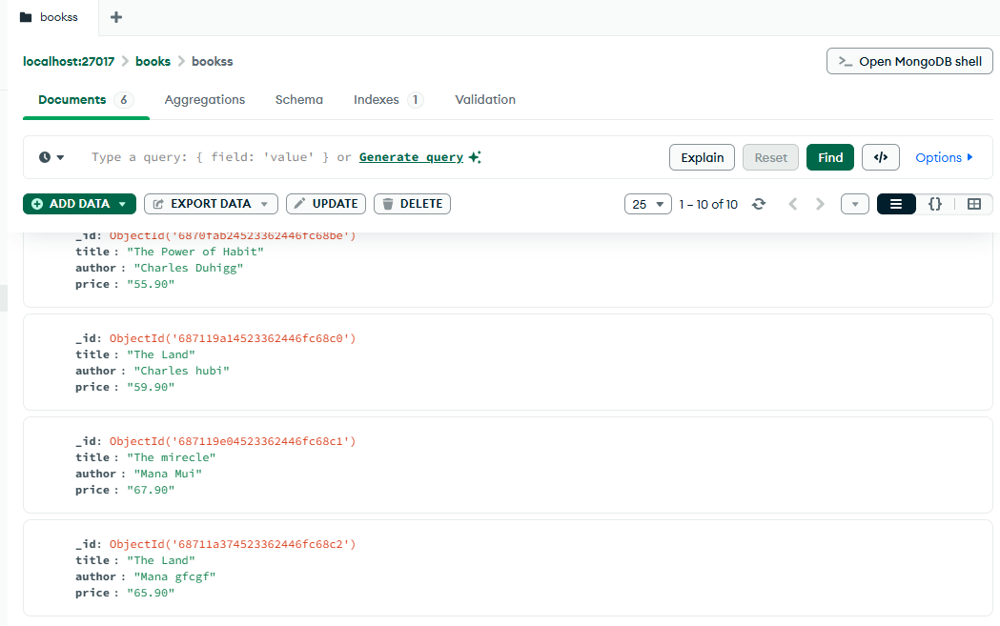 bookss
localhost:27017 > books > bookss
>_ Open MongoDB shell
Documents 6 Aggregations Schema Indexes 1 Validation
Type a query: { field: 'value' } or Generate query
Explain Reset Find </> Options
ADD DATA EXPORT DATA UPDATE DELETE 25 1 – 10 of 10 {}
_id: ObjectId('6870fab24523362446fc68be')
title : "The Power of Habit"
author : "Charles Duhigg"
price : "55.90"
_id: ObjectId('687119a14523362446fc68c0')
title : "The Land"
author : "Charles hubi"
price : "59.90"
_id: ObjectId('687119e04523362446fc68c1')
title : "The mirecle"
author : "Mana Mui"
price : "67.90"
_id: ObjectId('68711a374523362446fc68c2')
title : "The Land"
author : "Mana gfcgf"
price : "65.90"